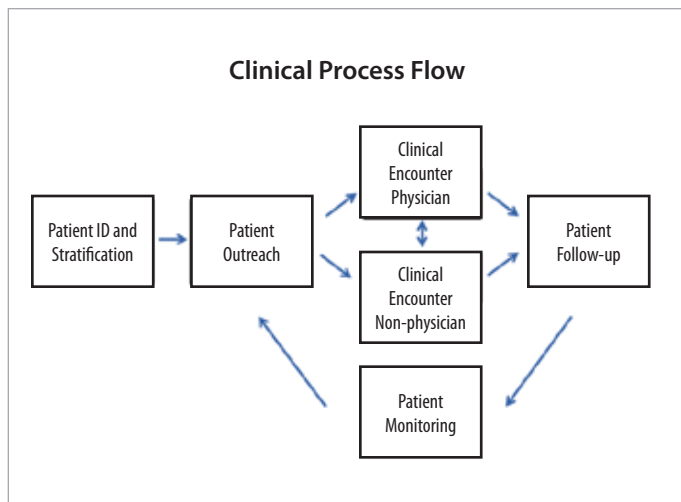 Clinical Process Flow
Patient ID and
Stratification
Patient
Outreach
Clinical
Encounter
Physician
Clinical
Encounter
Non-physician
Patient
Follow-up
Patient
Monitoring